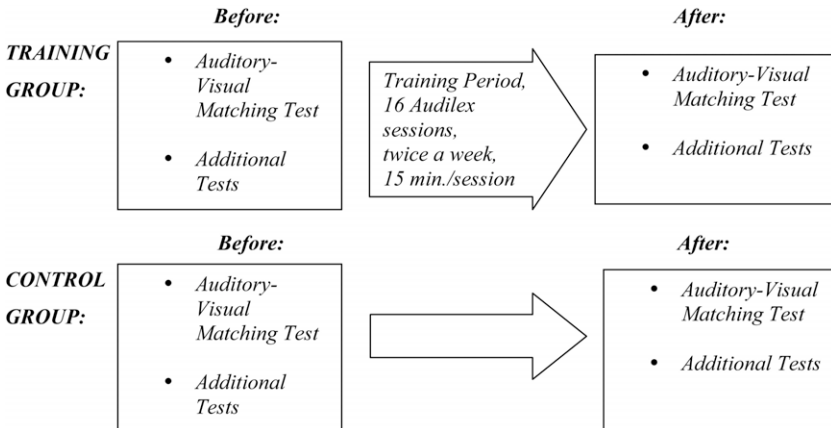 Before:
After:
TRAINING
GROUP:
• Auditory-
Visual
Matching Test
• Additional
Tests
Training Period,
16 Audilex
sessions,
twice a week,
15 min./session
• Auditory-Visual
Matching Test
• Additional Tests
Before:
After:
CONTROL
GROUP:
• Auditory-
Visual
Matching Test
• Additional
Tests
• Auditory-Visual
Matching Test
• Additional Tests